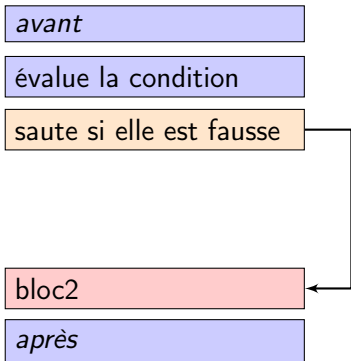 avant
évalue la condition
saute si elle est fausse
bloc2
après